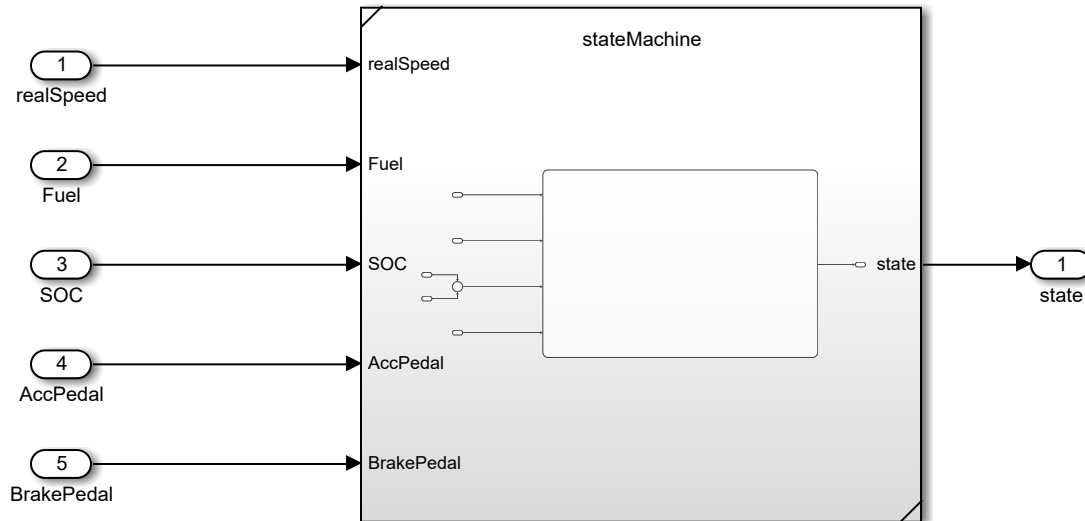 stateMachine
1
realSpeed
realSpeed
2
Fuel
Fuel
3
SOC
SOC
state
1
state
4
AccPedal
AccPedal
5
BrakePedal
BrakePedal